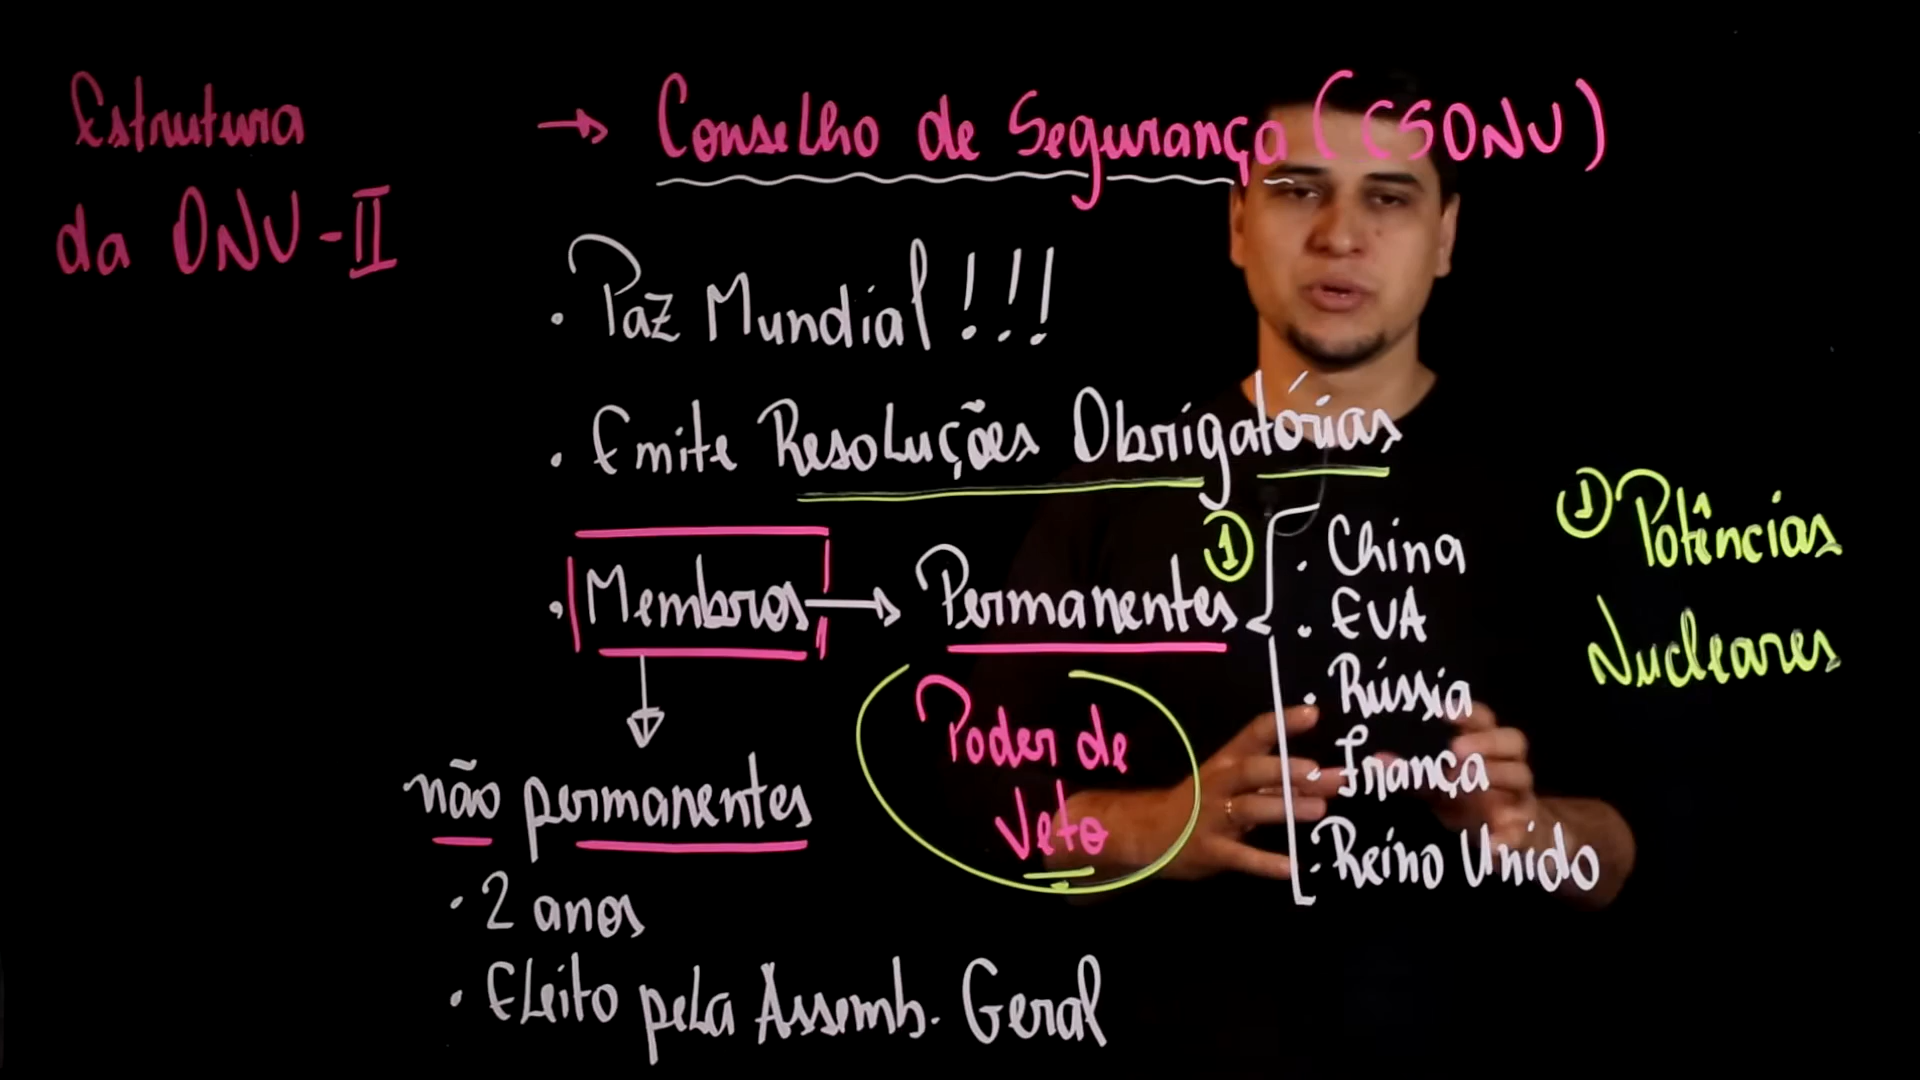 Estrutura
da ONU - II
→ Conselho de Segurança (CSONU)
. Paz Mundial!!!
. Emite Resoluções Obrigatórias
. Membros → Permanentes ①
. China
. EUA
. Rússia
. França
. Reino Unido
① Potências
Nucleares
Poder de
Veto
não permanentes
. 2 anos
. Eleito pela Assemb. Geral